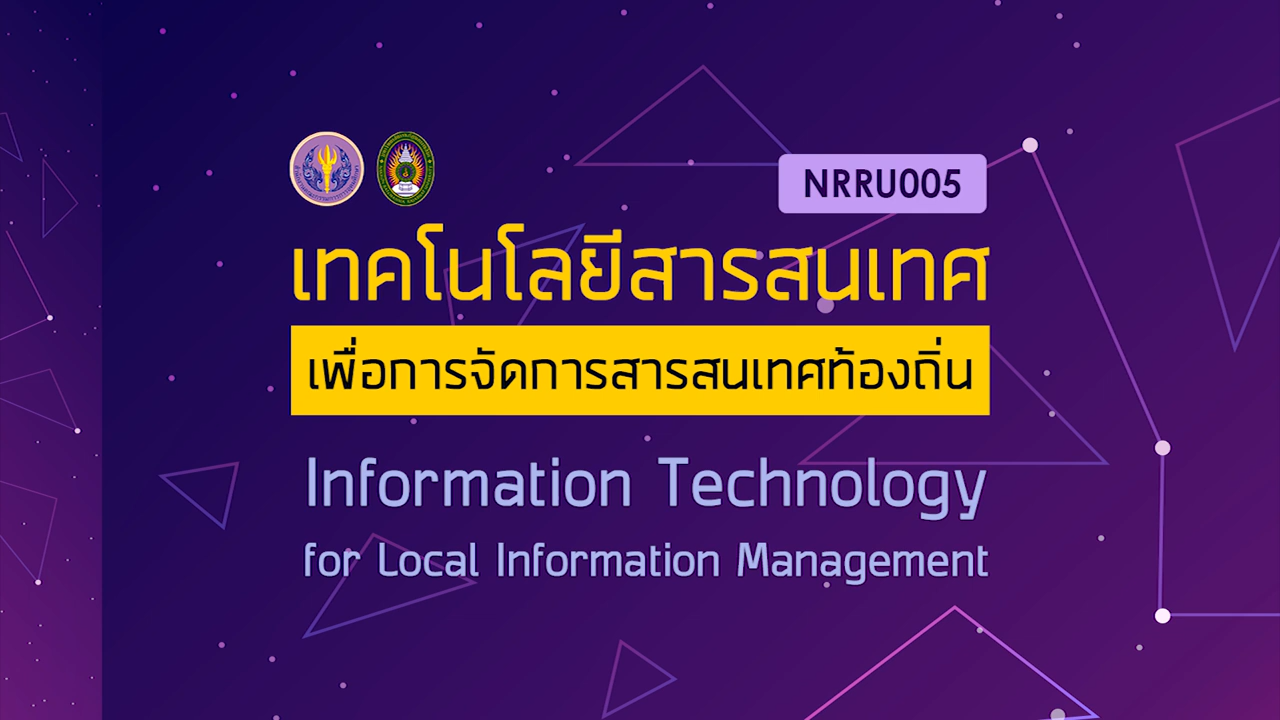 NRRU005
เทคโนโลยีสารสนเทศ
เพื่อการจัดการสารสนเทศท้องถิ่น
Information Technology
for Local Information Management